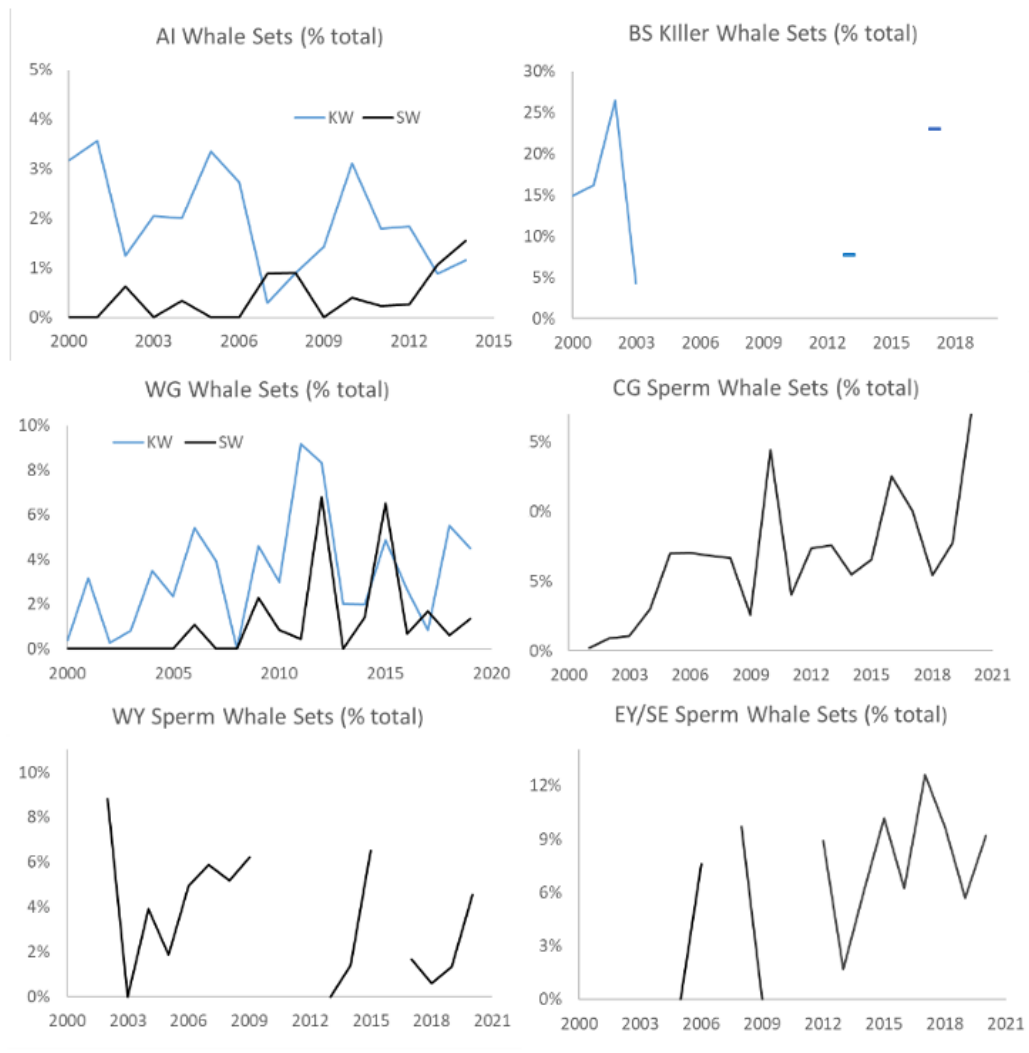 AI Whale Sets (% total)
5%
4%
3%
2%
1%
0%
KW SW
2000 2003 2006 2009 2012 2015
BS KIller Whale Sets (% total)
30%
25%
20%
15%
10%
5%
0%
2000 2003 2006 2009 2012 2015 2018
WG Whale Sets (% total)
10%
8%
6%
4%
2%
0%
KW SW
2000 2005 2010 2015 2020
CG Sperm Whale Sets (% total)
5%
0%
5%
0%
2000 2003 2006 2009 2012 2015 2018 2021
WY Sperm Whale Sets (% total)
10%
8%
6%
4%
2%
0%
2000 2003 2006 2009 2012 2015 2018 2021
EY/SE Sperm Whale Sets (% total)
12%
9%
6%
3%
0%
2000 2003 2006 2009 2012 2015 2018 2021